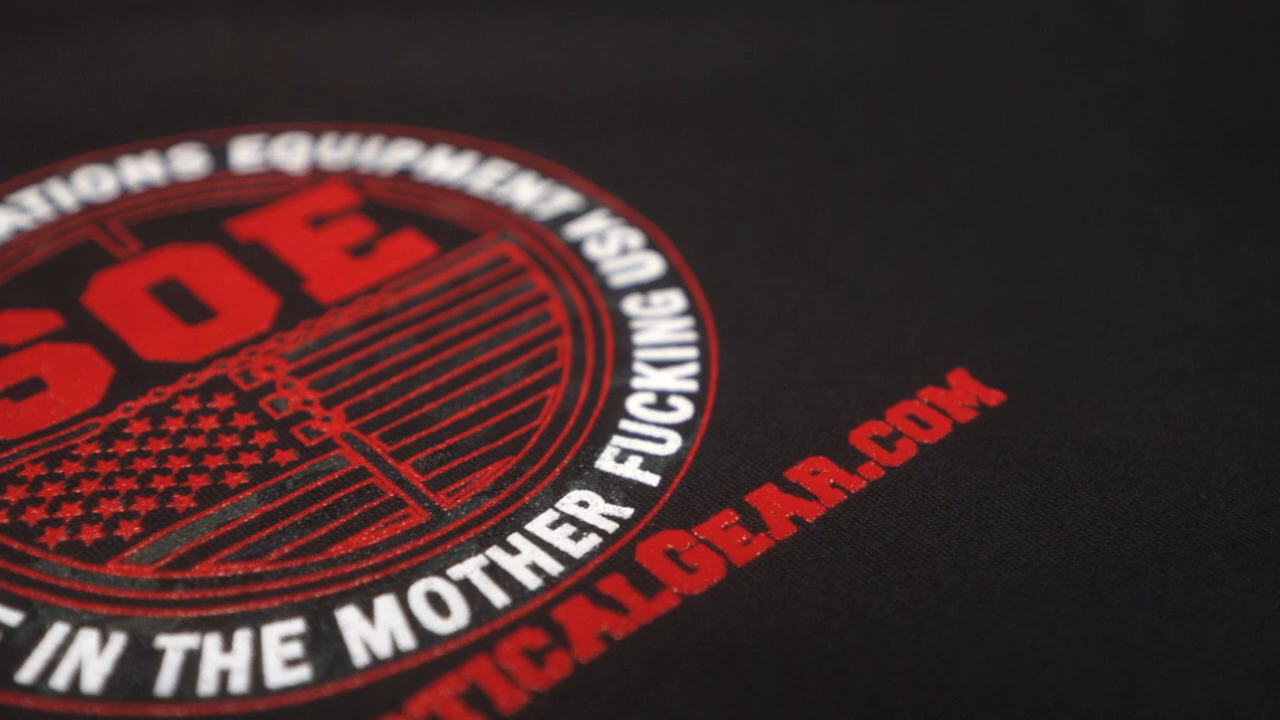 ATIONS EQUIPMENT USA
SOE
IN THE MOTHER FUCKING
TICALGEAR.COM